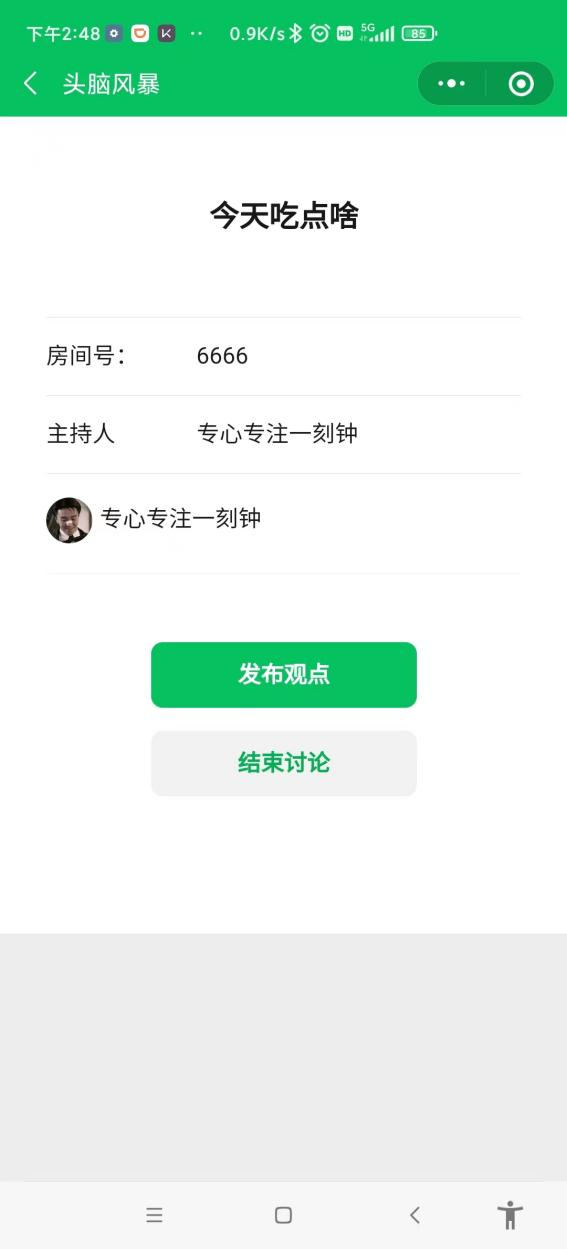 下午2:48 0.9K/s HD 5G 85
头脑风暴
今天吃点啥
房间号： 6666
主持人 专心专注一刻钟
专心专注一刻钟
发布观点
结束讨论